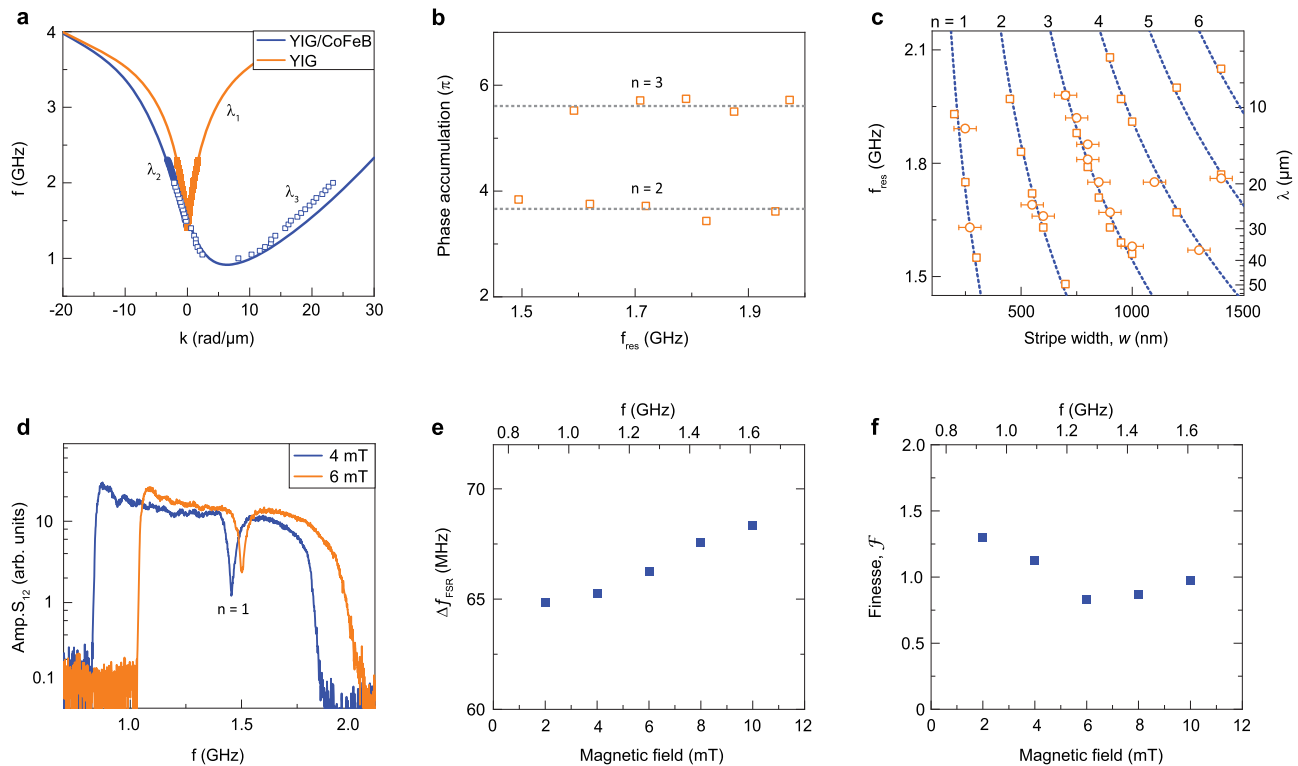 a
4
3
2
1
f (GHz)
-20
-10
0
10
20
30
k (rad/µm)
YIG/CoFeB
YIG
λ1
λ2
λ3
b
6
4
2
Phase accumulation (π)
n = 3
n = 2
1.5
1.7
1.9
fres (GHz)
c
n = 1
2
3
4
5
6
2.1
1.8
1.5
fres (GHz)
10
20
30
40
50
λ (µm)
500
1000
1500
Stripe width, w (nm)
d
10
1
0.1
Amp.S12 (arb. units)
4 mT
6 mT
n = 1
1.0
1.5
2.0
f (GHz)
e
f (GHz)
0.8
1.0
1.2
1.4
1.6
70
65
60
ΔfFSR (MHz)
0
2
4
6
8
10
12
Magnetic field (mT)
f
f (GHz)
0.8
1.0
1.2
1.4
1.6
2.0
1.5
1.0
0.5
0
Finesse, ℱ
0
2
4
6
8
10
12
Magnetic field (mT)